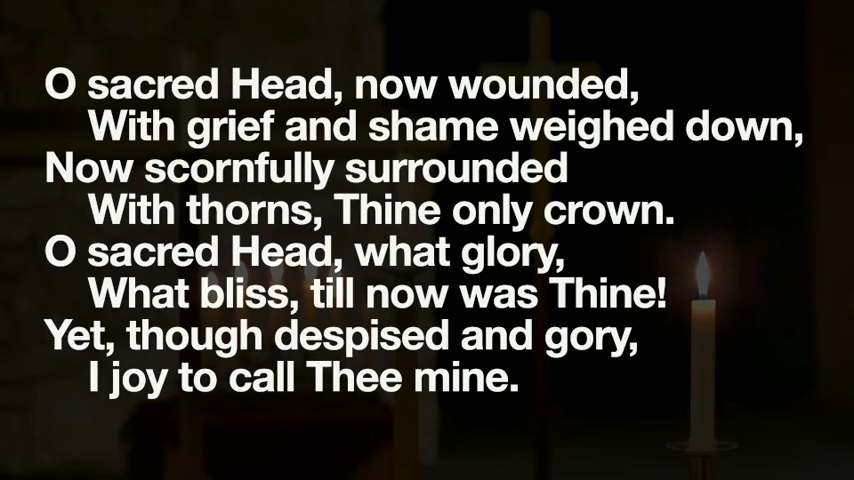 O sacred Head, now wounded,
With grief and shame weighed down,
Now scornfully surrounded
With thorns, Thine only crown.
O sacred Head, what glory,
What bliss, till now was Thine!
Yet, though despised and gory,
I joy to call Thee mine.